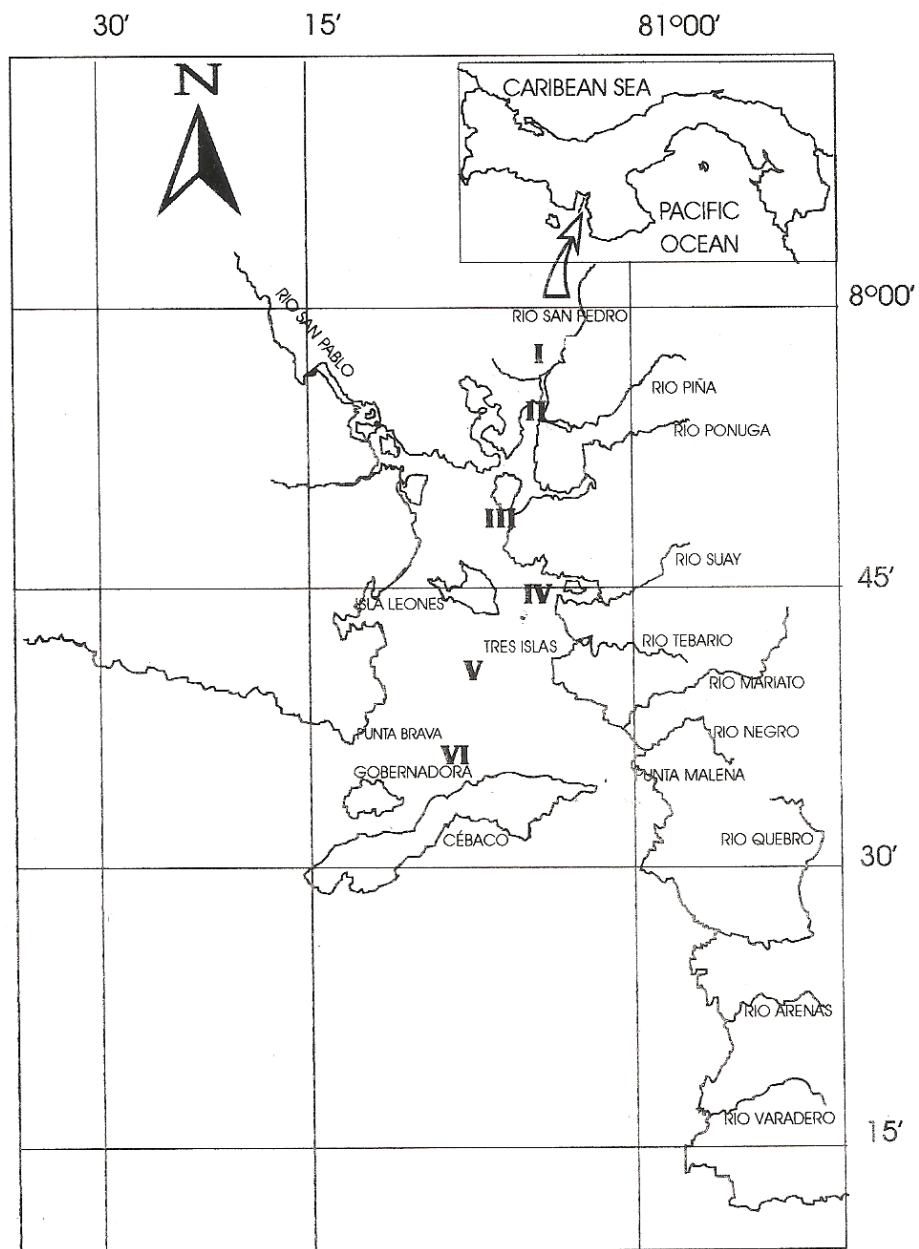 30′ 15′ 81°00′
N
CARIBEAN SEA
PACIFIC
OCEAN
8°00′
RIO SAN PABLO
RIO SAN PEDRO
I
RIO PIÑA
II
RIO PONUGA
III
RIO SUAY
45′
IV
ISLA LEONES
TRES ISLAS
RIO TEBARIO
V
RIO MARIATO
PUNTA BRAVA
RIO NEGRO
VI
GOBERNADORA
PUNTA MALENA
CÉBACO
RIO QUEBRO
30′
RIO ARENAS
RIO VARADERO
15′